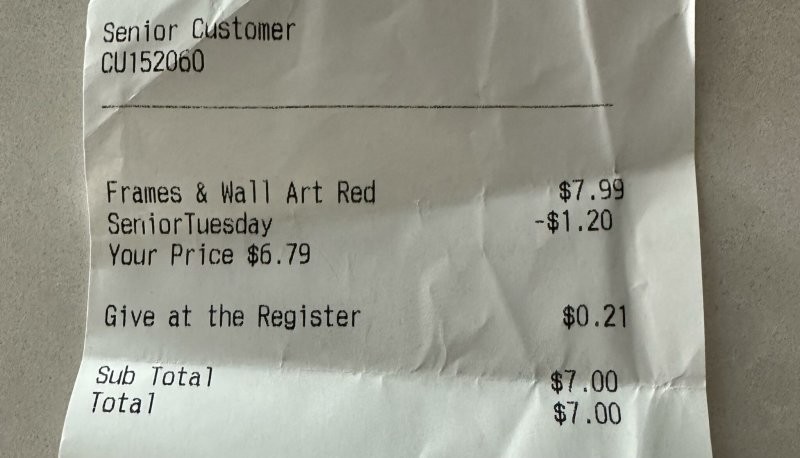 Senior Customer
CU152060
Frames & Wall Art Red $7.99
SeniorTuesday -$1.20
Your Price $6.79
Give at the Register $0.21
Sub Total $7.00
Total $7.00